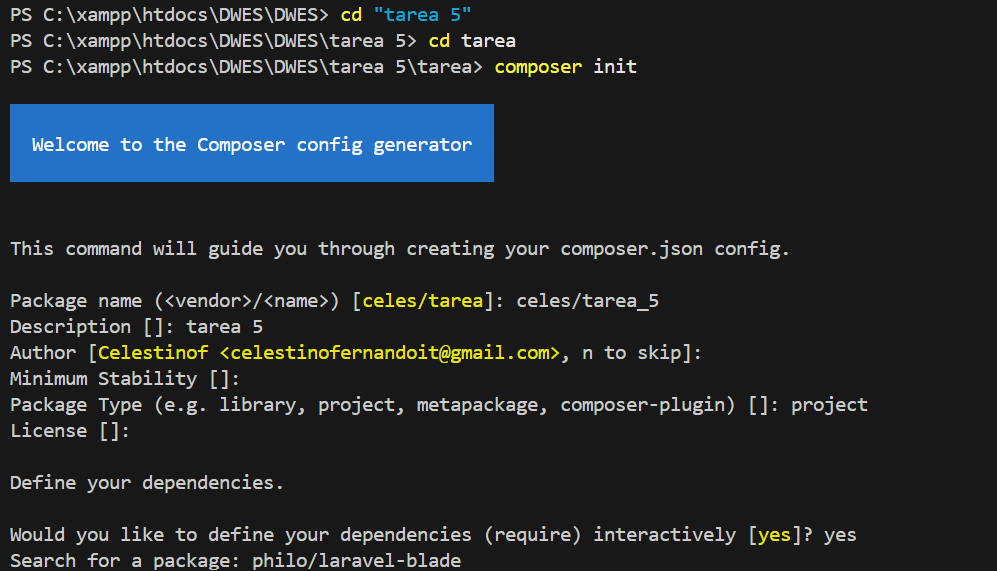 PS C:\xampp\htdocs\DWES\DWES> cd "tarea 5"
PS C:\xampp\htdocs\DWES\DWES\tarea 5> cd tarea
PS C:\xampp\htdocs\DWES\DWES\tarea 5\tarea> composer init
Welcome to the Composer config generator
This command will guide you through creating your composer.json config.
Package name (<vendor>/<name>) [celes/tarea]: celes/tarea_5
Description []: tarea 5
Author [Celestinof <celestinofernandoit@gmail.com>, n to skip]:
Minimum Stability []:
Package Type (e.g. library, project, metapackage, composer-plugin) []: project
License []:
Define your dependencies.
Would you like to define your dependencies (require) interactively [yes]? yes
Search for a package: philo/laravel-blade